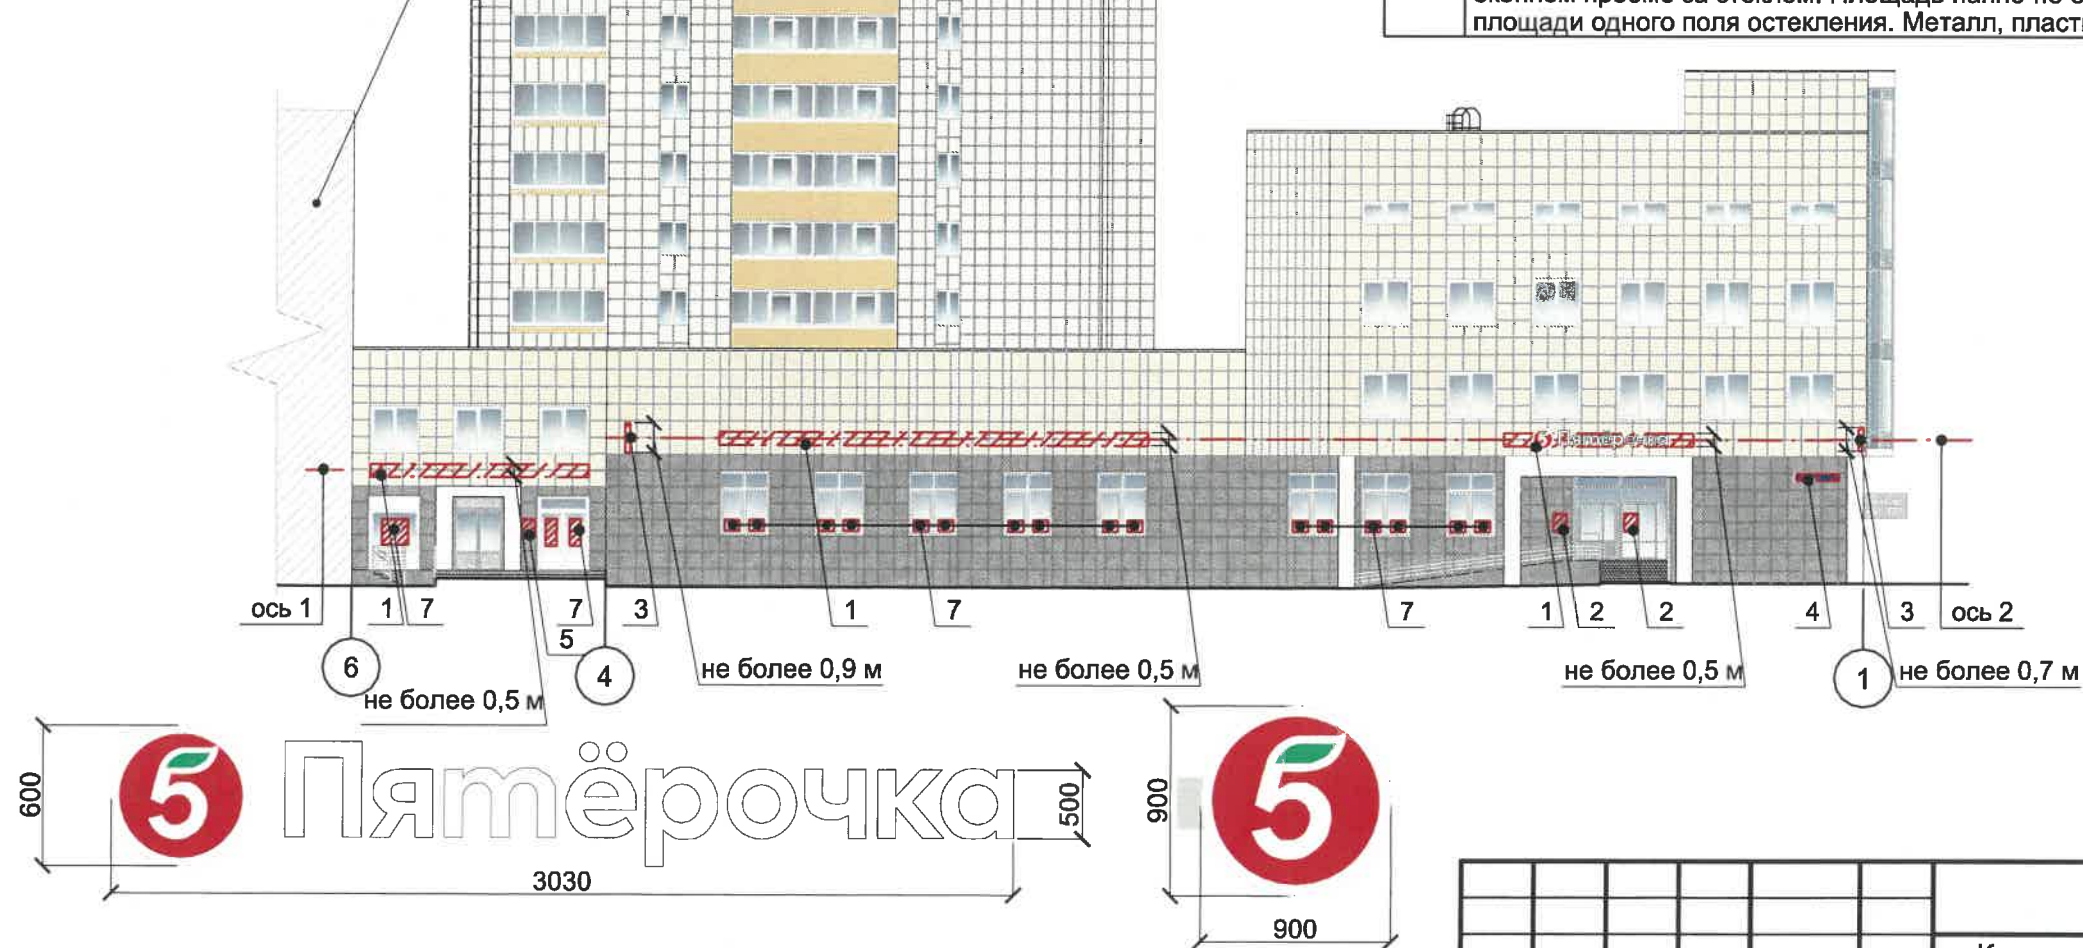 площади одного поля остекления. Металл, пласт
5 Пятёрочка
ось 1
1
7
7
5
3
1
7
7
1
2
2
4
3
ось 2
6
4
1
не более 0,5 м
не более 0,9 м
не более 0,5 м
не более 0,5 м
не более 0,7 м
600
5 Пятёрочка
500
3030
900
5
900